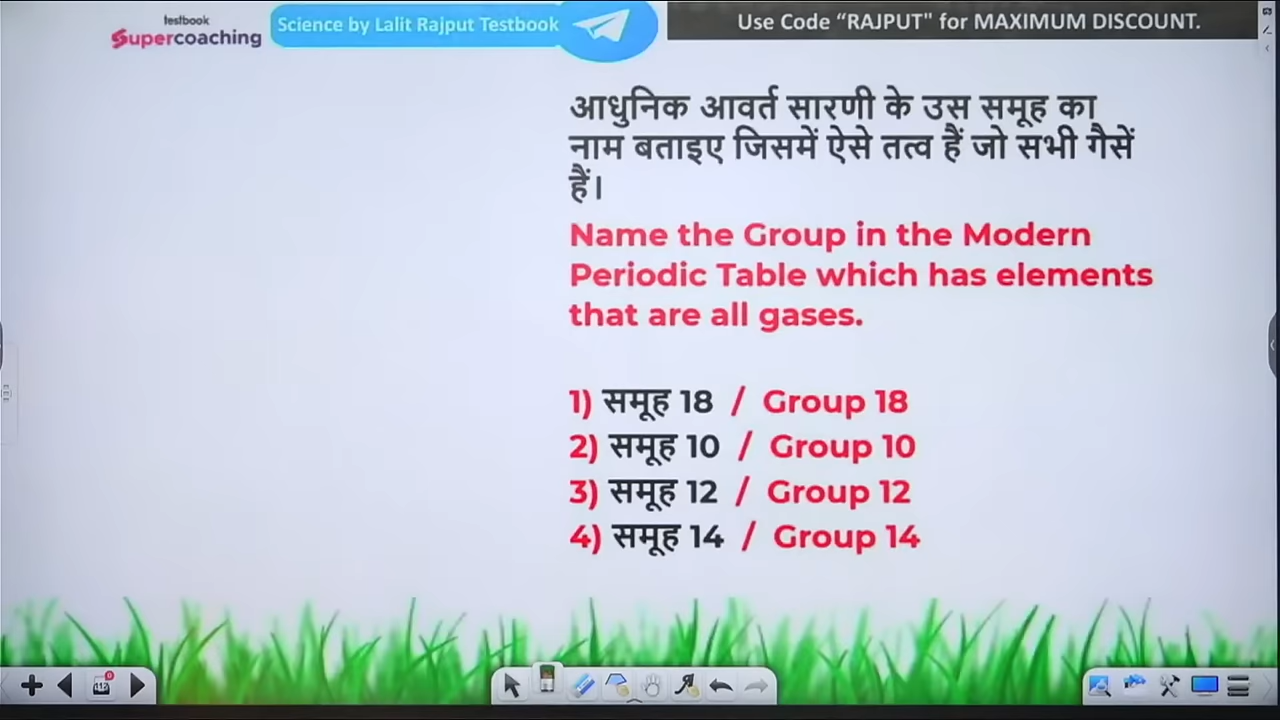 testbook
Supercoaching
Science by Lalit Rajput Testbook
Use Code “RAJPUT" for MAXIMUM DISCOUNT.
आधुनिक आवर्त सारणी के उस समूह का
नाम बताइए जिसमें ऐसे तत्व हैं जो सभी गैसें
हैं।
Name the Group in the Modern
Periodic Table which has elements
that are all gases.
1) समूह 18 / Group 18
2) समूह 10 / Group 10
3) समूह 12 / Group 12
4) समूह 14 / Group 14